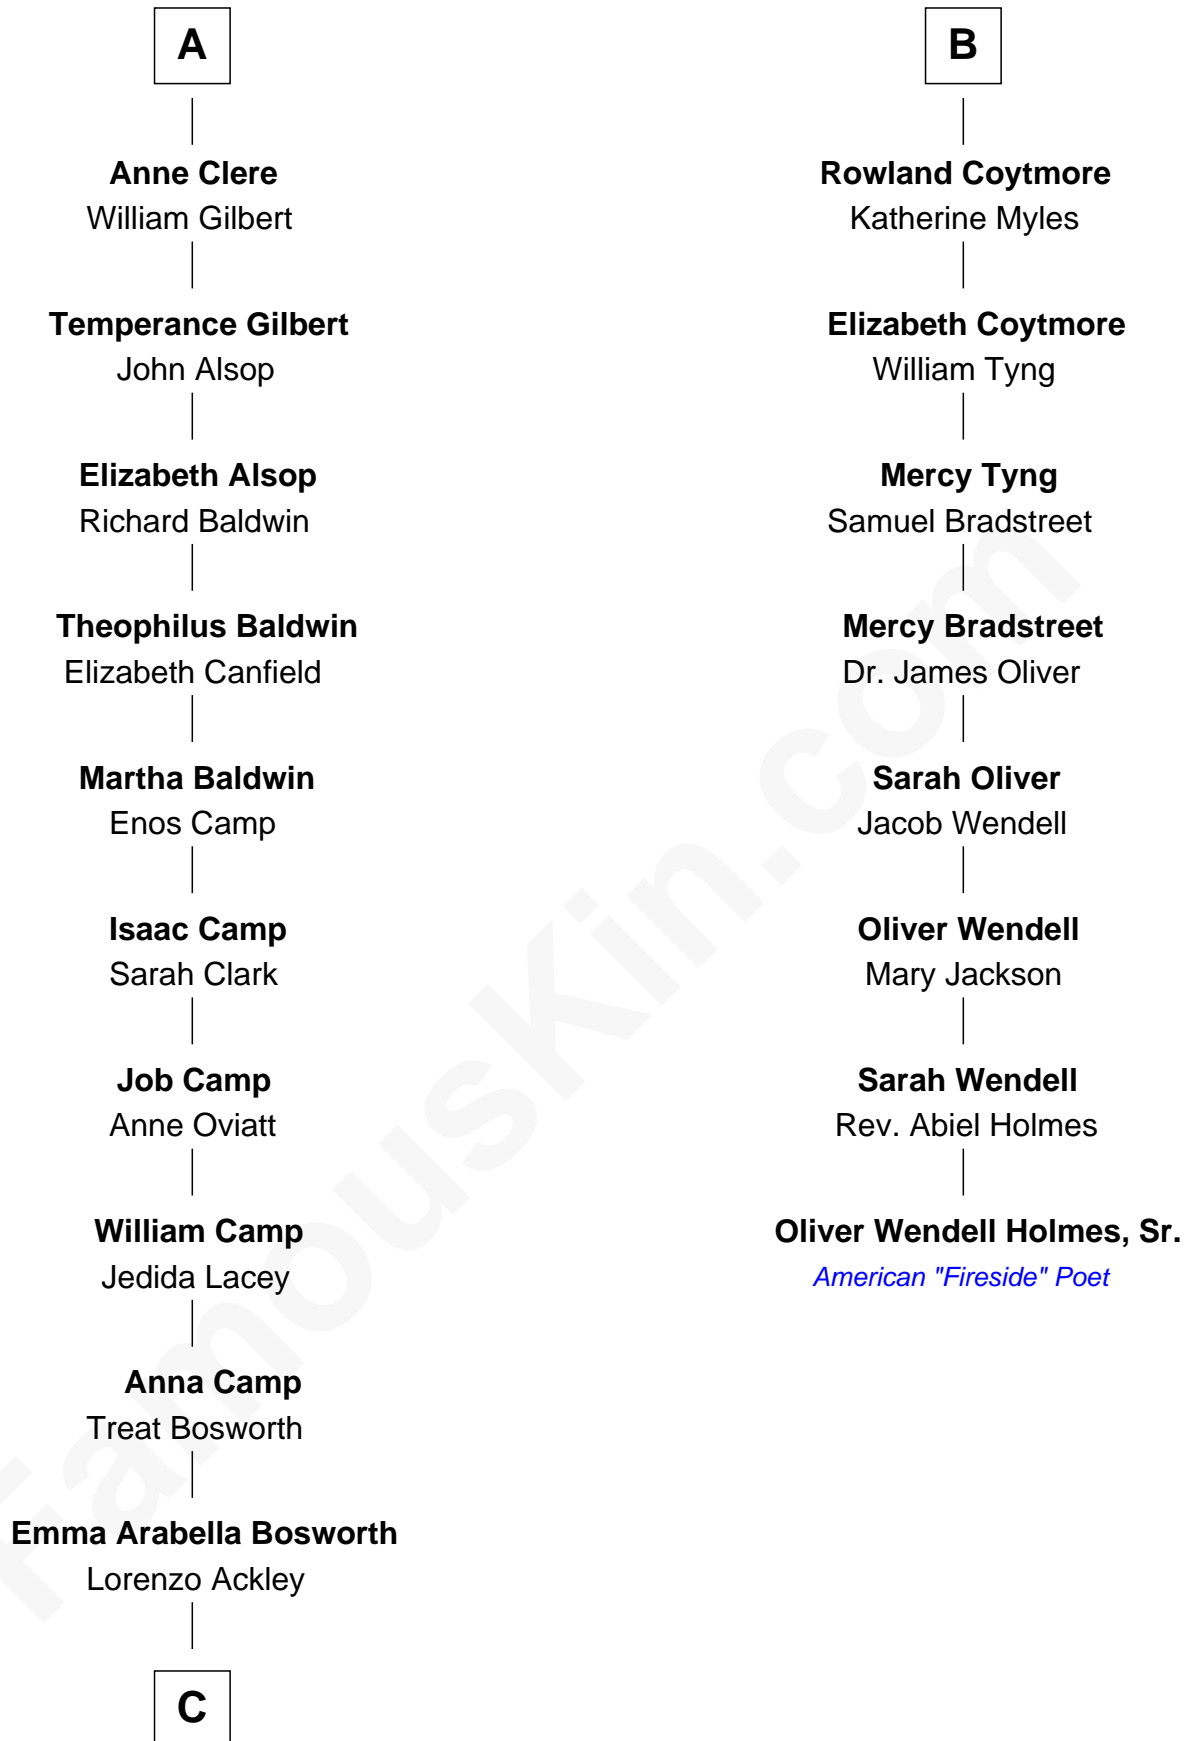 A
Anne Clere
William Gilbert
Temperance Gilbert
John Alsop
Elizabeth Alsop
Richard Baldwin
Theophilus Baldwin
Elizabeth Canfield
Martha Baldwin
Enos Camp
Isaac Camp
Sarah Clark
Job Camp
Anne Oviatt
William Camp
Jedida Lacey
Anna Camp
Treat Bosworth
Emma Arabella Bosworth
Lorenzo Ackley
C
B
Rowland Coytmore
Katherine Myles
Elizabeth Coytmore
William Tyng
Mercy Tyng
Samuel Bradstreet
Mercy Bradstreet
Dr. James Oliver
Sarah Oliver
Jacob Wendell
Oliver Wendell
Mary Jackson
Sarah Wendell
Rev. Abiel Holmes
Oliver Wendell Holmes, Sr.
American "Fireside" Poet
FamousKin.com